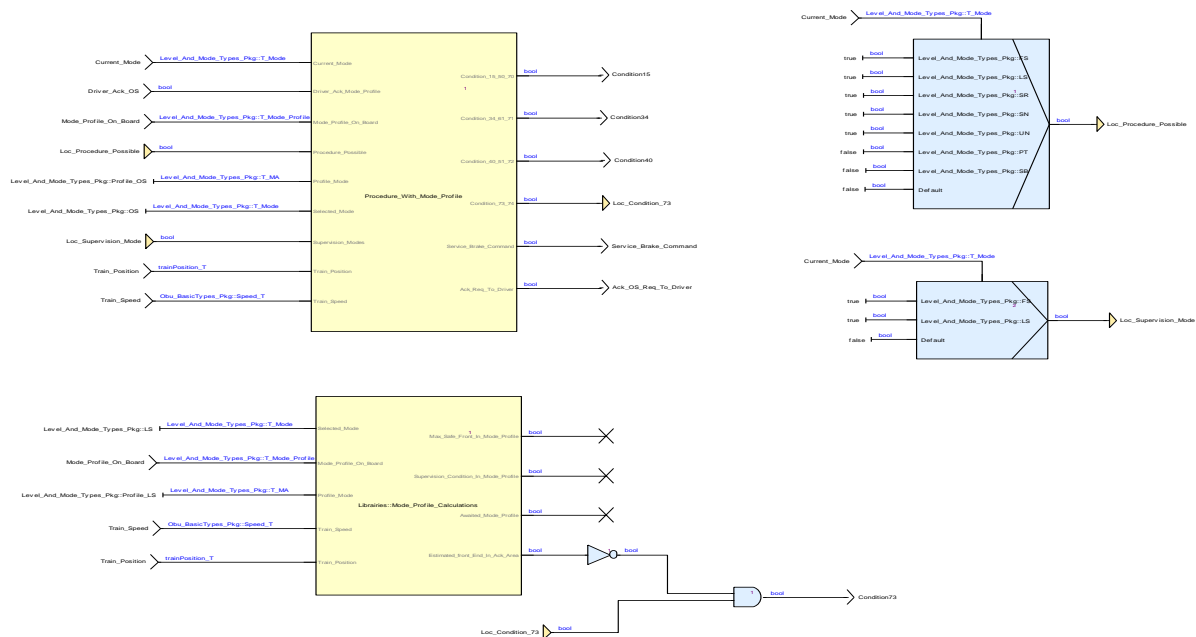 Current_Mode
Level_And_Mode_Types_Pkg::T_Mode
Current_Mode
Condition_15_50_70
bool
Condition15
Driver_Ack_OS
bool
Driver_Ack_Mode_Profile
1
Mode_Profile_On_Board
Level_And_Mode_Types_Pkg::T_Mode_Profile
Mode_Profile_On_Board
bool
Condition34
Loc_Procedure_Possible
bool
Procedure_Possible
bool
Condition40
Level_And_Mode_Types_Pkg::Profile_OS
Level_And_Mode_Types_Pkg::T_MA
Profile_Mode
Procedure_With_Mode_Profile
Condition_73_74
bool
Loc_Condition_73
Level_And_Mode_Types_Pkg::OS
Level_And_Mode_Types_Pkg::T_Mode
Selected_Mode
Loc_Supervision_Mode
bool
Supervision_Modes
Service_Brake_Command
bool
Service_Brake_Command
Train_Position
trainPosition_T
Train_Position
Train_Speed
Obu_BasicTypes_Pkg::Speed_T
Train_Speed
Ack_Req_To_Driver
bool
Ack_OS_Req_To_Driver
Current_Mode
Level_And_Mode_Types_Pkg::T_Mode
true
bool
Level_And_Mode_Types_Pkg::FS
true
bool
Level_And_Mode_Types_Pkg::LS
true
bool
Level_And_Mode_Types_Pkg::SR
1
true
bool
Level_And_Mode_Types_Pkg::SN
true
bool
Level_And_Mode_Types_Pkg::UN
false
bool
Level_And_Mode_Types_Pkg::PT
false
bool
Level_And_Mode_Types_Pkg::SB
false
bool
Default
bool
Loc_Procedure_Possible
Current_Mode
Level_And_Mode_Types_Pkg::T_Mode
true
bool
Level_And_Mode_Types_Pkg::FS
2
true
bool
Level_And_Mode_Types_Pkg::LS
false
bool
Default
bool
Loc_Supervision_Mode
Level_And_Mode_Types_Pkg::LS
Level_And_Mode_Types_Pkg::T_Mode
Selected_Mode
1
Max_Safe_Front_In_Mode_Profile
bool
Mode_Profile_On_Board
Level_And_Mode_Types_Pkg::T_Mode_Profile
Mode_Profile_On_Board
Supervision_Condition_In_Mode_Profile
bool
Level_And_Mode_Types_Pkg::Profile_LS
Level_And_Mode_Types_Pkg::T_MA
Profile_Mode
Librairies::Mode_Profile_Calculations
Awaited_Mode_Profile
bool
Train_Speed
Obu_BasicTypes_Pkg::Speed_T
Train_Speed
Train_Position
trainPosition_T
Train_Position
Estimated_front_End_In_Ack_Area
bool
bool
1
bool
Condition73
Loc_Condition_73
bool